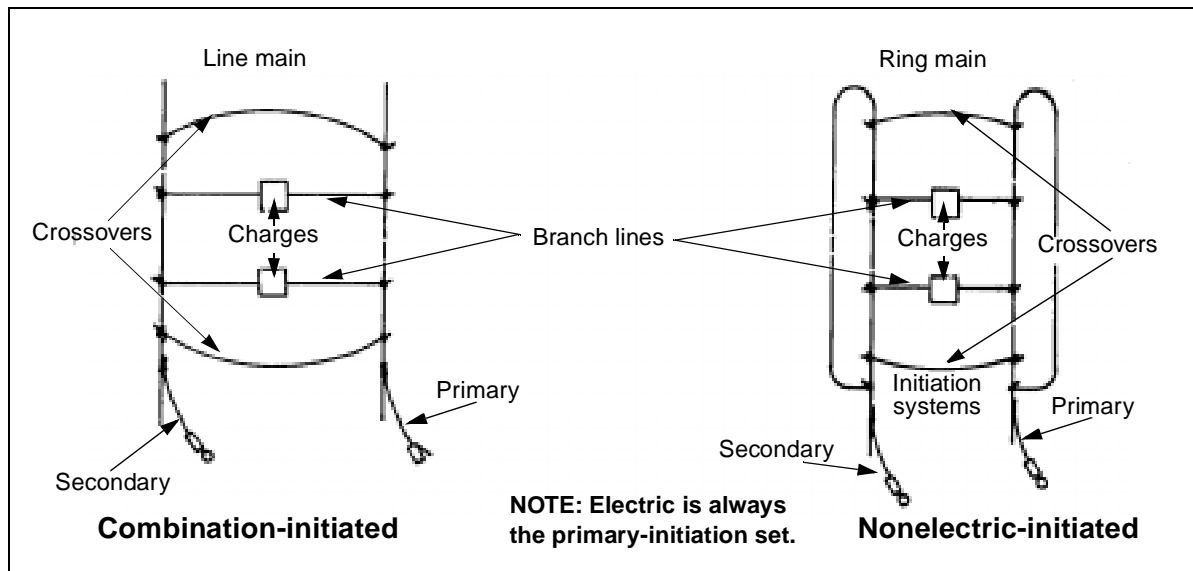 Line main
Ring main
Crossovers
Charges
Branch lines
Charges
Crossovers
Initiation
systems
Primary
Primary
Secondary
Secondary
NOTE: Electric is always
the primary-initiation set.
Combination-initiated
Nonelectric-initiated